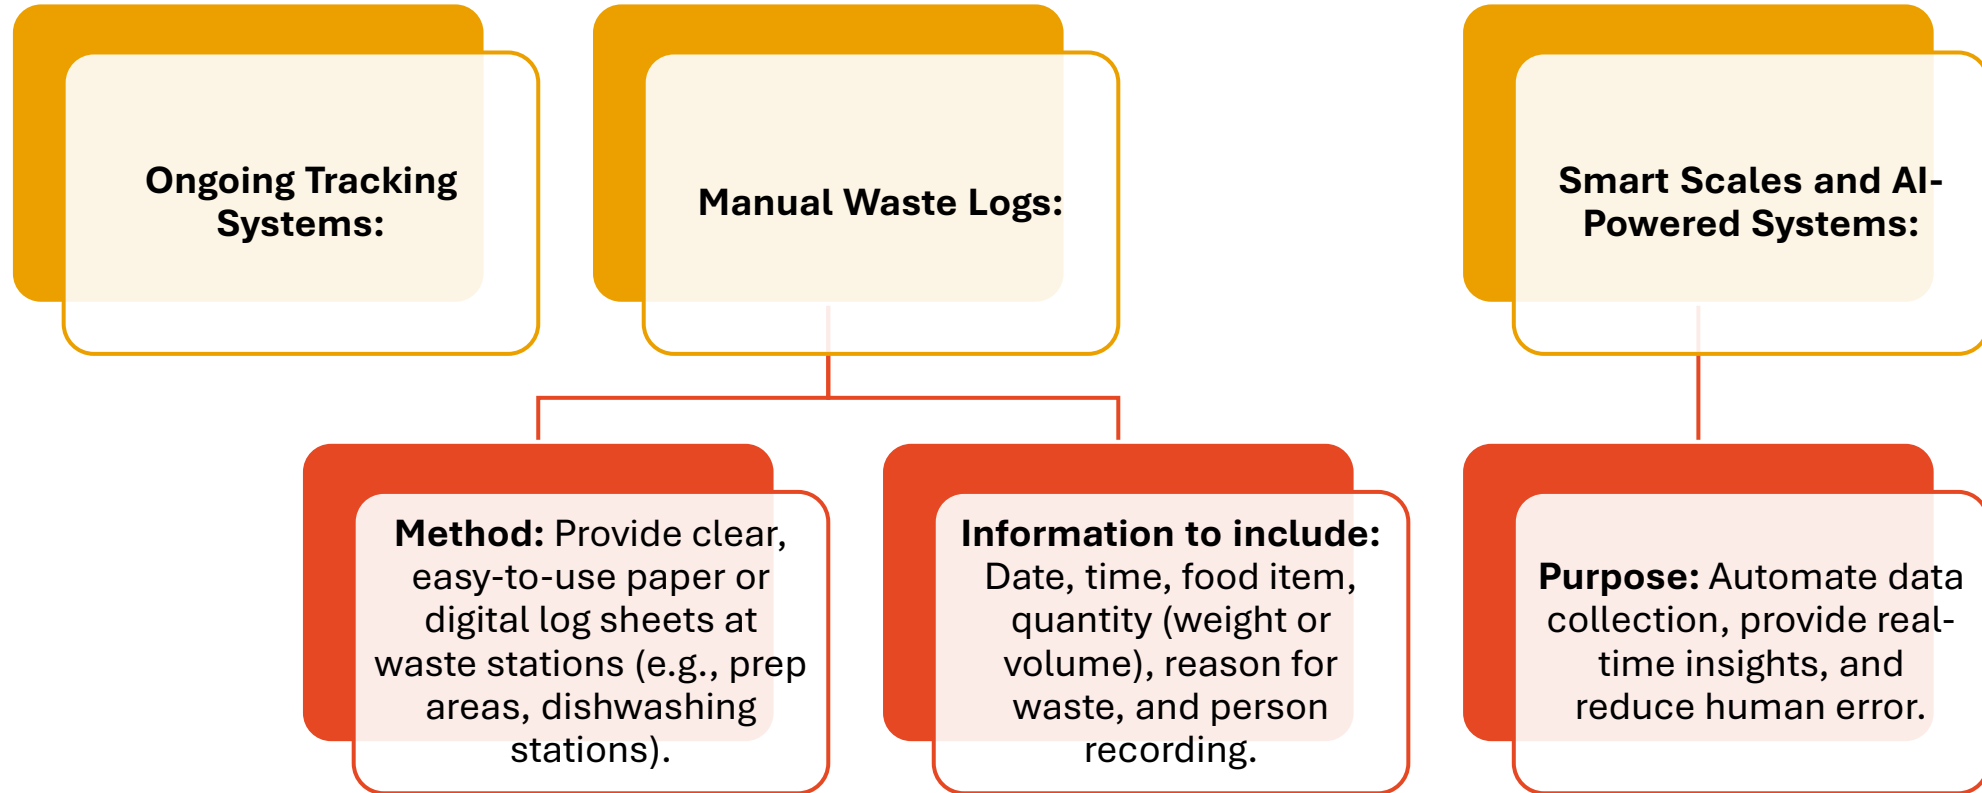 Ongoing Tracking
Systems:
Manual Waste Logs:
Smart Scales and AI-
Powered Systems:
Method: Provide clear,
easy-to-use paper or
digital log sheets at
waste stations (e.g., prep
areas, dishwashing
stations).
Information to include:
Date, time, food item,
quantity (weight or
volume), reason for
waste, and person
recording.
Purpose: Automate data
collection, provide real-
time insights, and
reduce human error.